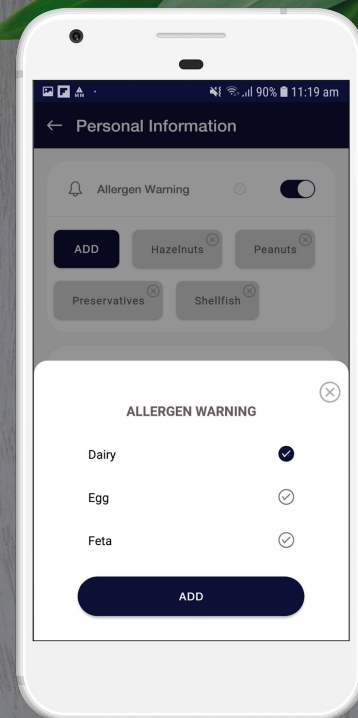 90% 11:19 am
Personal Information
Allergen Warning
ADD Hazelnuts Peanuts
Preservatives Shellfish
ALLERGEN WARNING
Dairy
Egg
Feta
ADD